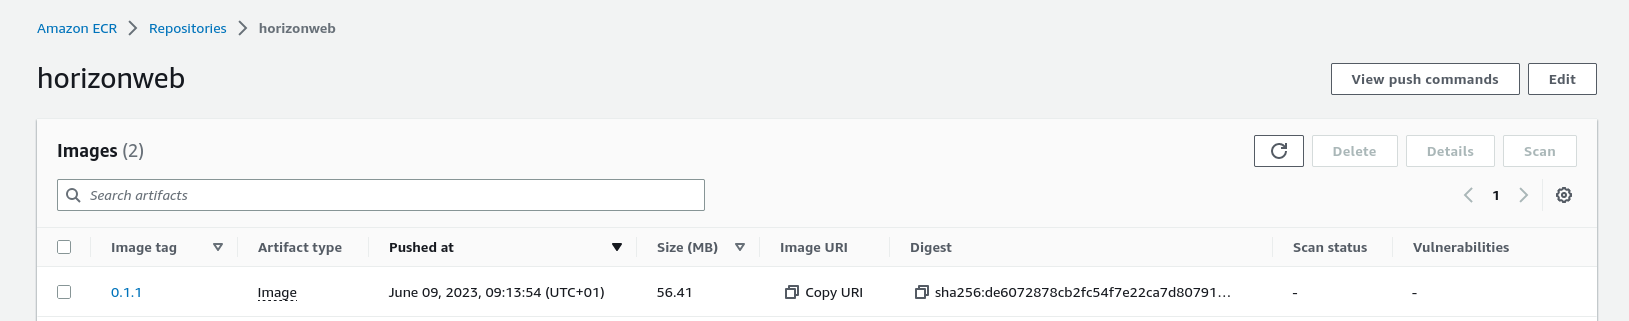 Amazon ECR > Repositories > horizonweb
horizonweb
View push commands Edit
Images (2)
Delete Details Scan
Search artifacts
1
Image tag Artifact type Pushed at Size (MB) Image URI Digest Scan status Vulnerabilities
0.1.1 Image June 09, 2023, 09:13:54 (UTC+01) 56.41 Copy URI sha256:de6072878cb2fc54f7e22ca7d80791... - -